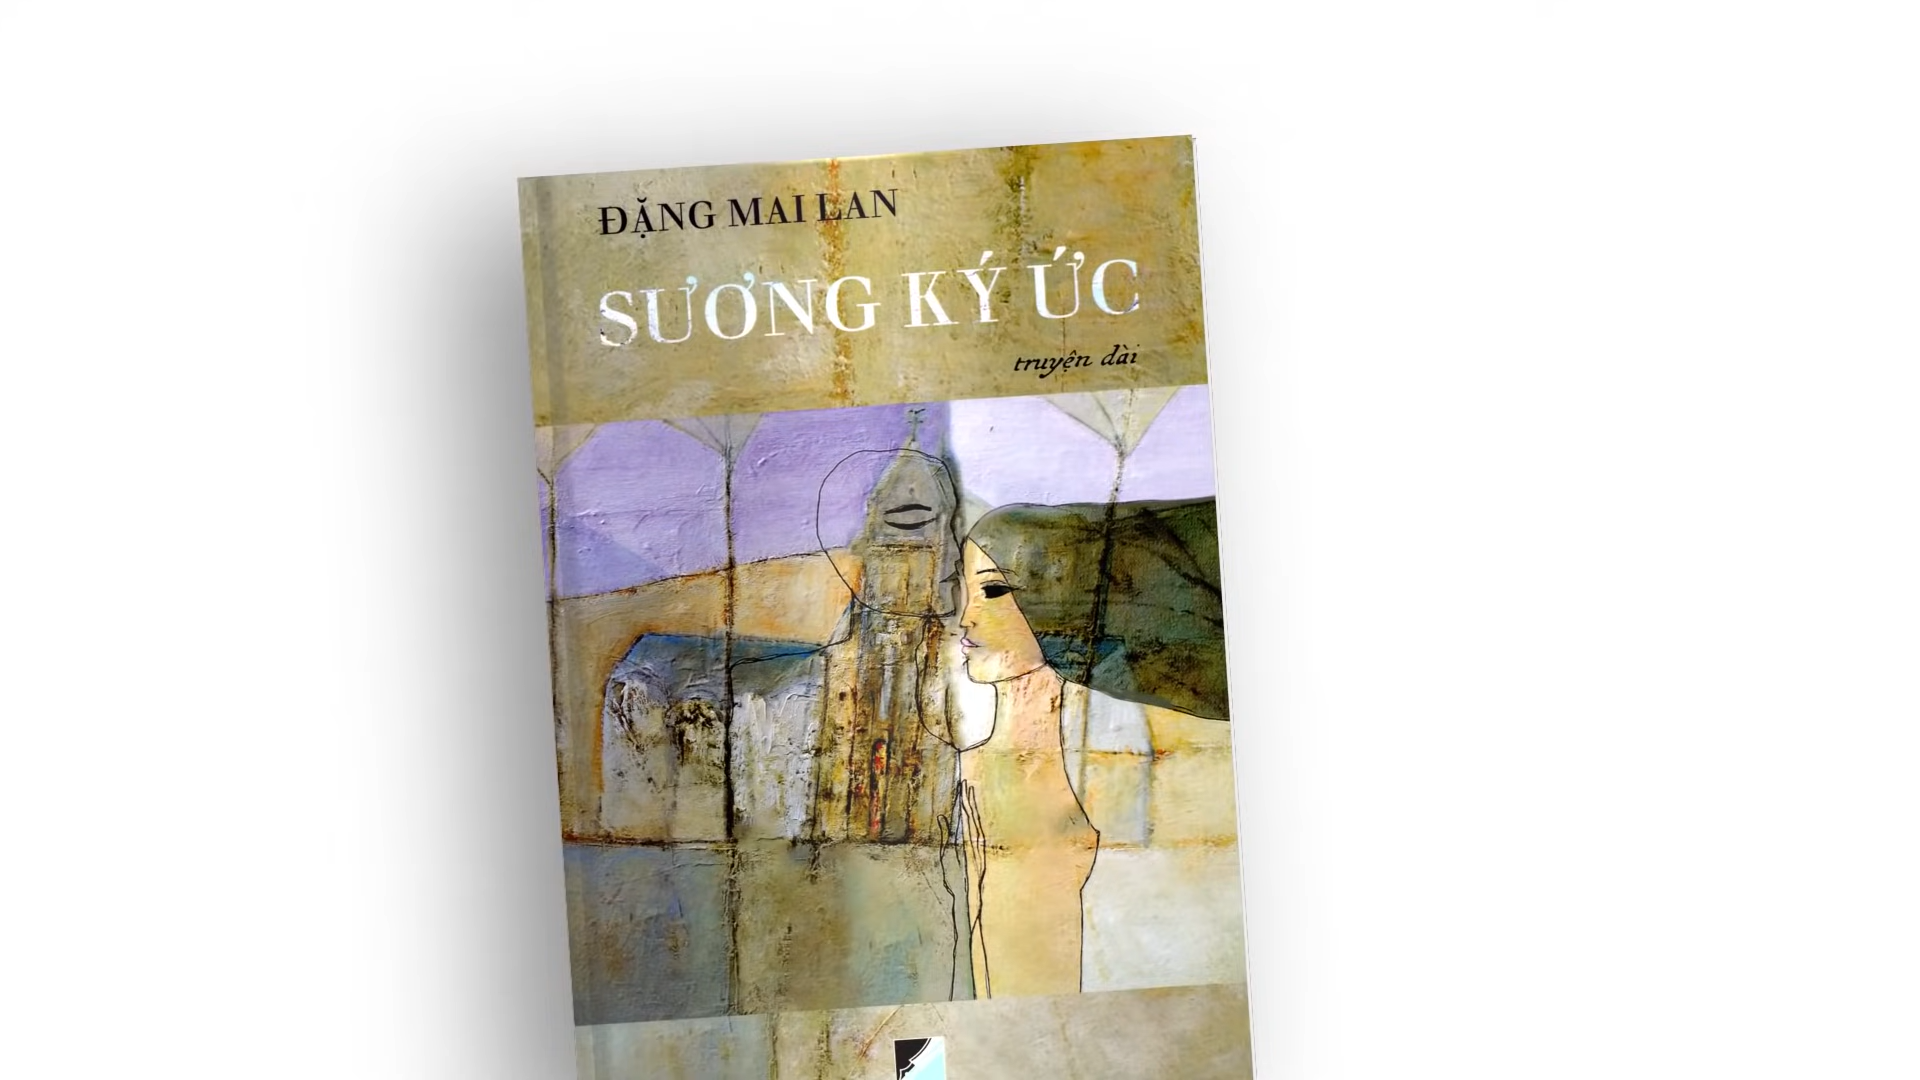 ĐẶNG MAI LAN
SƯƠNG KÝ ỨC
truyện dài